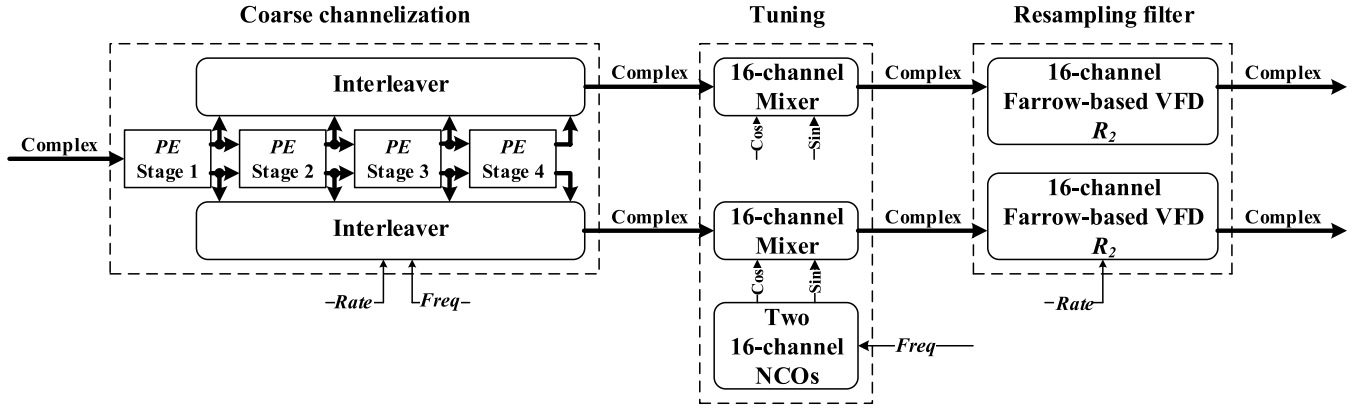 Coarse channelization
Tuning
Resampling filter
Interleaver
Complex
16-channel
Mixer
Complex
16-channel
Farrow-based VFD
R2
Complex
Cos
Sin
Complex
PE
Stage 1
PE
Stage 2
PE
Stage 3
PE
Stage 4
Interleaver
Complex
16-channel
Mixer
Complex
16-channel
Farrow-based VFD
R2
Complex
Rate
Freq
Cos
Sin
Rate
Two
16-channel
NCOs
Freq